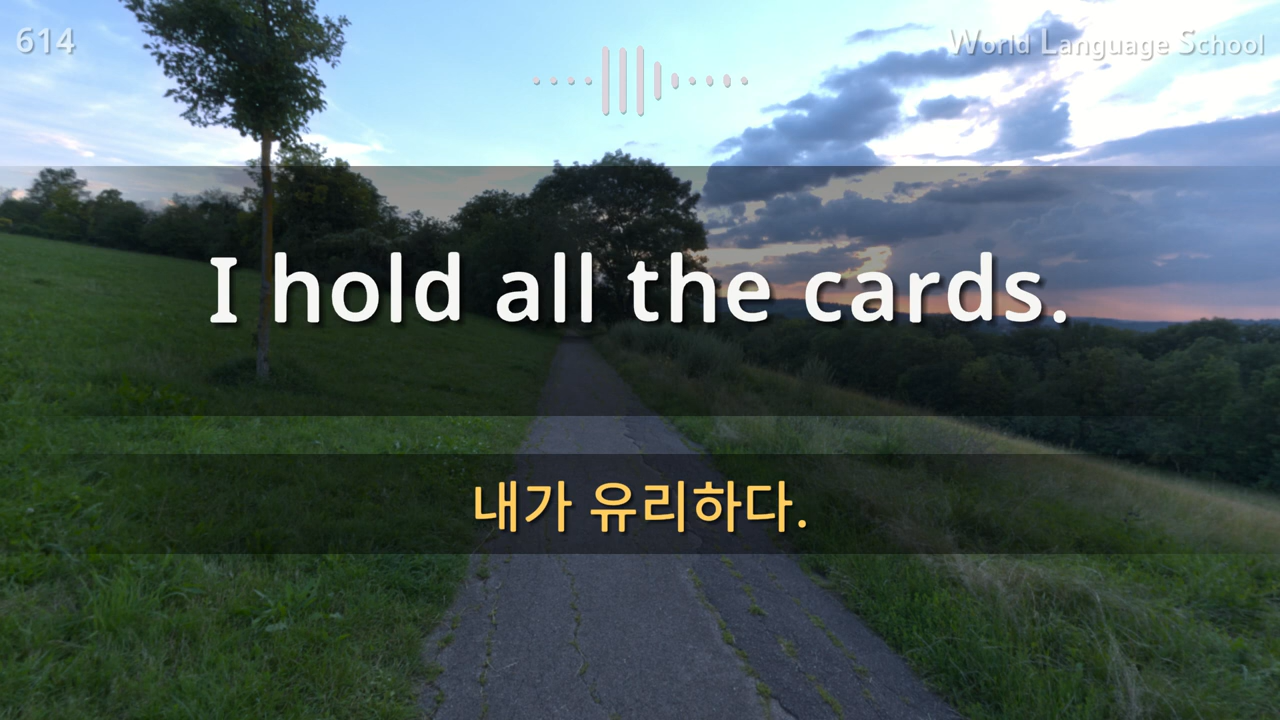 614
World Language School
I hold all the cards.
내가 유리하다.